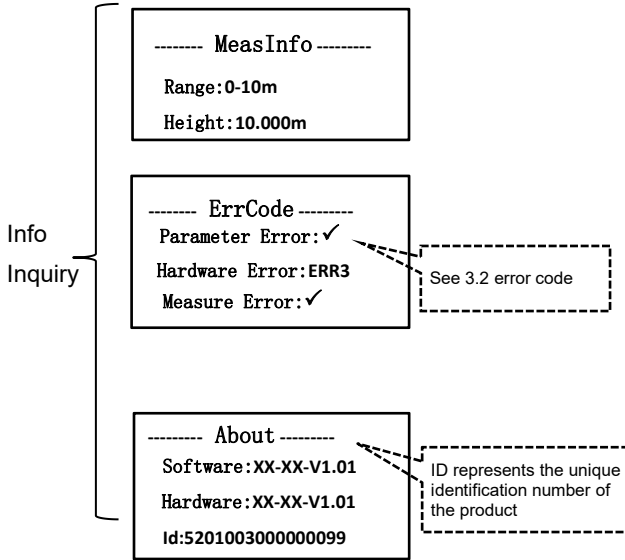 Info
Inquiry
-------- MeasInfo ---------
Range:0-10m
Height:10.000m
-------- ErrCode ---------
Parameter Error:✓
Hardware Error:ERR3
Measure Error:✓
See 3.2 error code
--------- About ---------
Software:XX-XX-V1.01
Hardware:XX-XX-V1.01
Id:5201003000000099
ID represents the unique
identification number of
the product